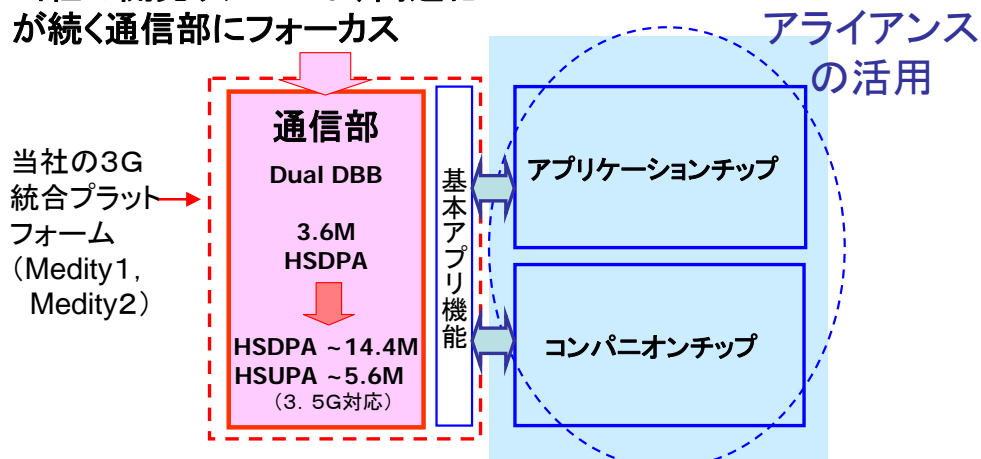 が続く通信部にフォーカス
アライアンス
の活用
通信部
Dual DBB
3.6M
HSDPA
HSDPA ~14.4M
HSUPA ~5.6M
（3．5G対応）
当社の3G
統合プラット
フォーム
（Medity1，
Medity2）
基本アプリ機能
アプリケーションチップ
コンパニオンチップ